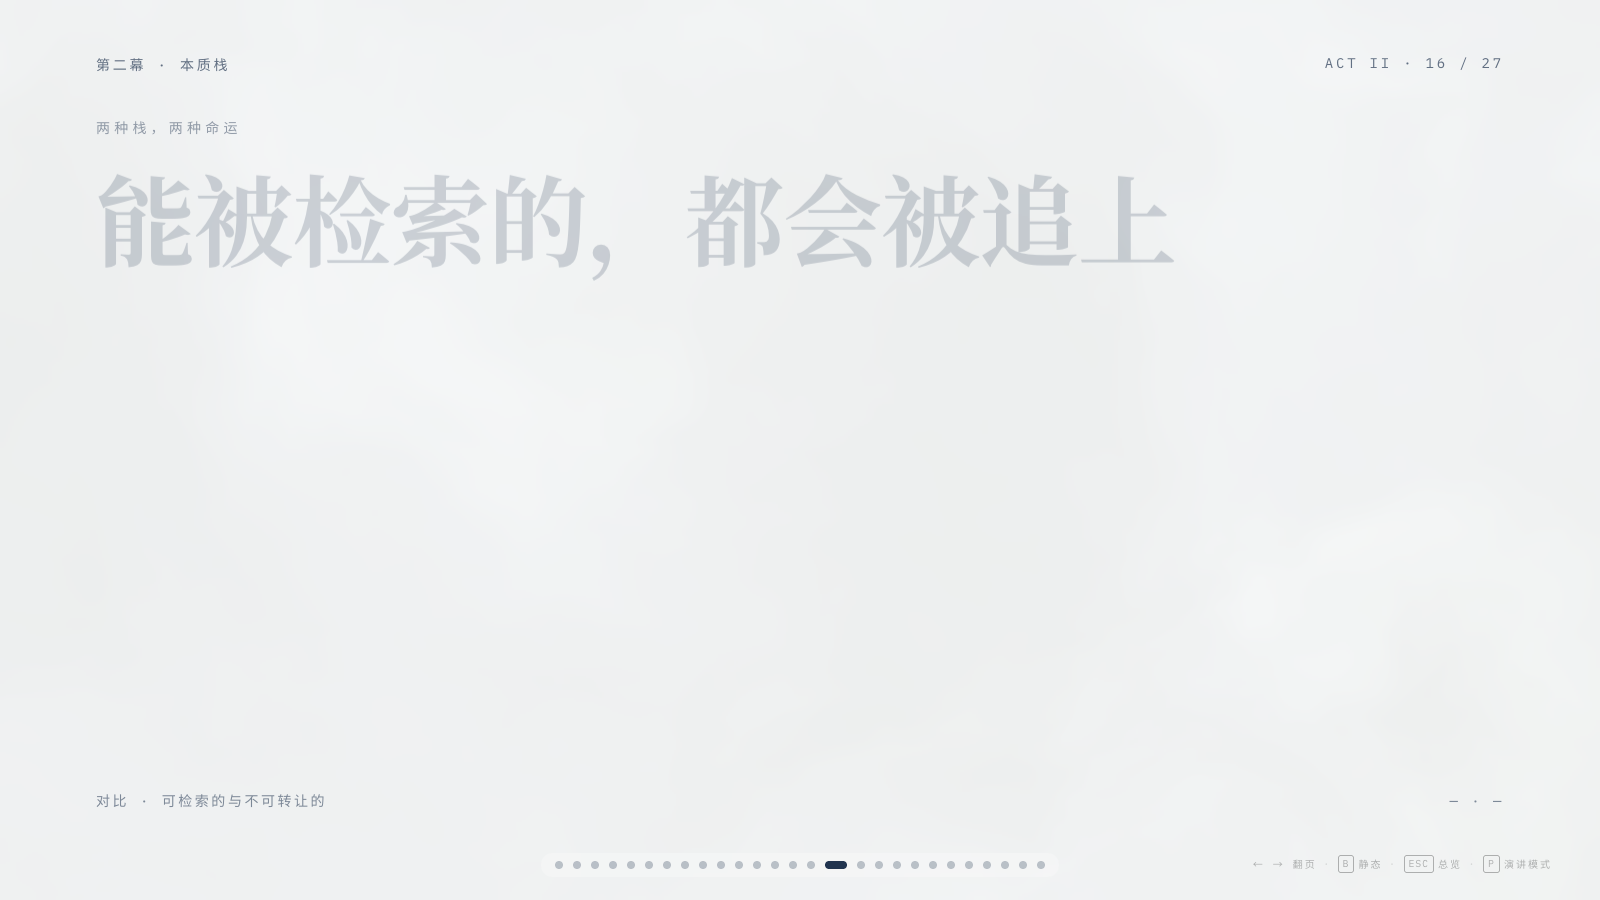 第二幕 · 本质栈
ACT II · 16 / 27
两种栈，两种命运
能被检索的，都会被追上
对比 · 可检索的与不可转让的
— · —
← → 翻页 · B 静态 · ESC 总览 · P 演讲模式